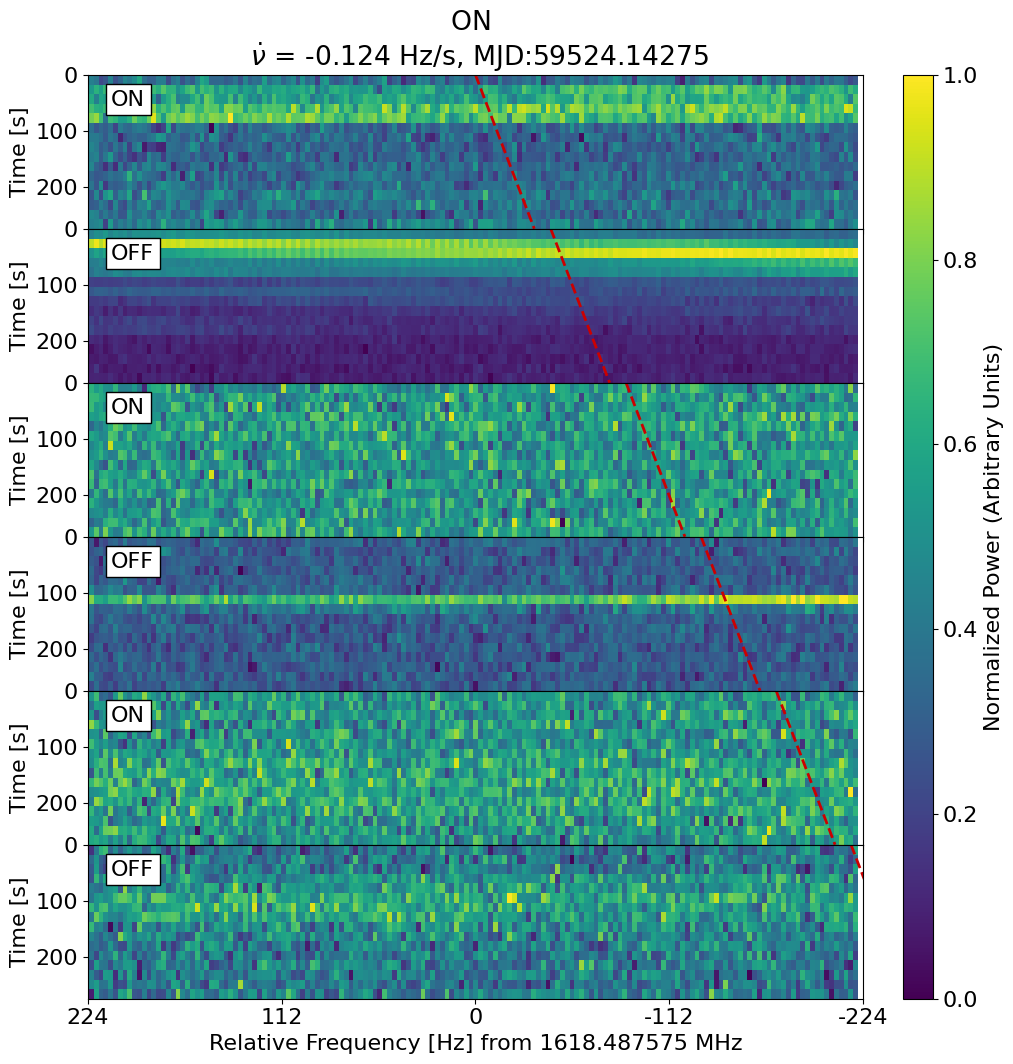 ON
ν̇ = -0.124 Hz/s, MJD:59524.14275
ON
OFF
ON
OFF
ON
OFF
Time [s]
0
100
200
Time [s]
0
100
200
Time [s]
0
100
200
Time [s]
0
100
200
Time [s]
0
100
200
Time [s]
0
100
200
224 112 0 -112 -224
Relative Frequency [Hz] from 1618.487575 MHz
1.0
0.8
0.6
0.4
0.2
0.0
Normalized Power (Arbitrary Units)